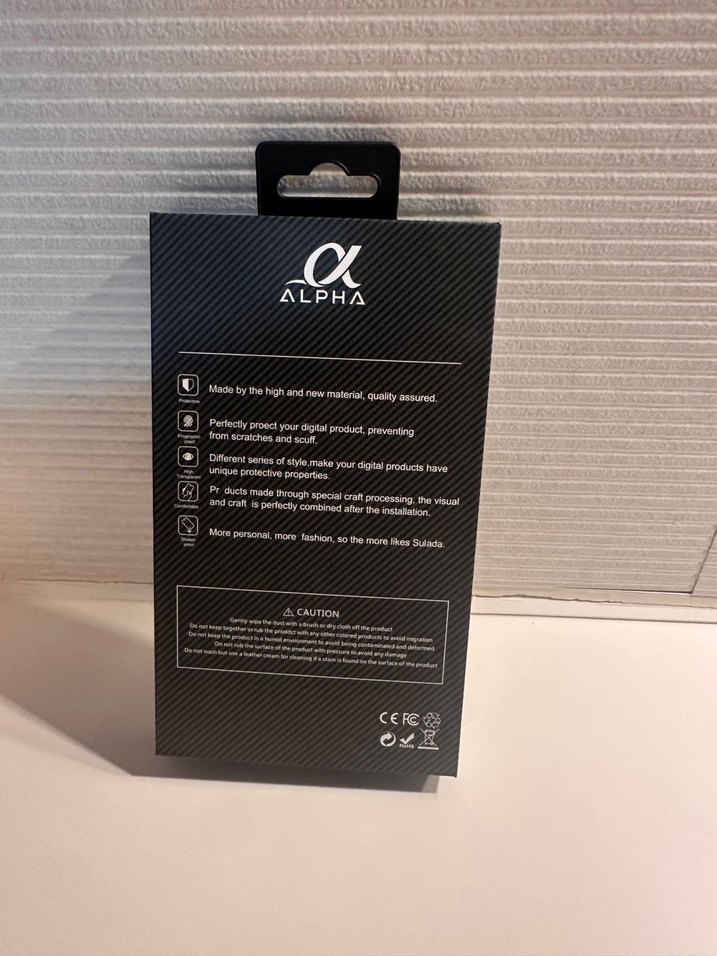 α
ALPHA
Protective
Made by the high and new material, quality assured.
Fingerprint-
proof
Perfectly proect your digital product, preventing
from scratches and scuff.
High
Transparent
Different series of style,make your digital products have
unique protective properties.
Comfortable
Pr ducts made through special craft processing, the visual
and craft is perfectly combined after the installation.
Shatter-
proof
More personal, more fashion, so the more likes Sulada.
⚠ CAUTION
Gently wipe the dust with a brush or dry cloth off the product
Do not keep together or rub the proddct with any other colored products to avoid migration
Do not keep the product in a humid environment to avoid being contaminated and deformed
Do not rub the surface of the product with pressure to avoid any damage
Do not wash but use a leather cream for cleaning if a stain is found on the surface of the product
CE FC
RoHS